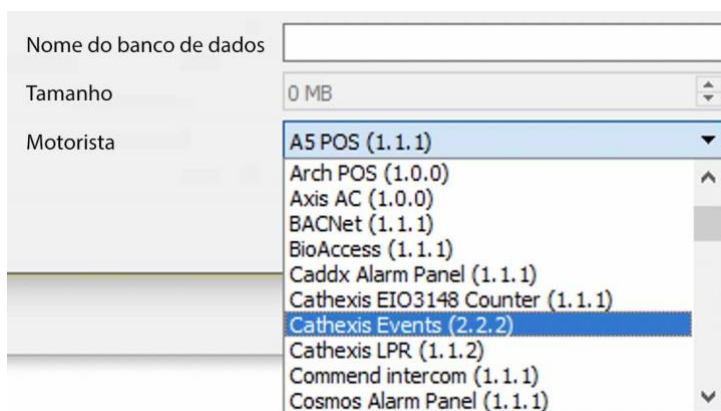 Nome do banco de dados
Tamanho 0 MB
Motorista A5 POS (1.1.1)
Arch POS (1.0.0)
Axis AC (1.0.0)
BACNet (1.1.1)
BioAccess (1.1.1)
Caddx Alarm Panel (1.1.1)
Cathexis EIO3148 Counter (1.1.1)
Cathexis Events (2.2.2)
Cathexis LPR (1.1.2)
Commend intercom (1.1.1)
Cosmos Alarm Panel (1.1.1)